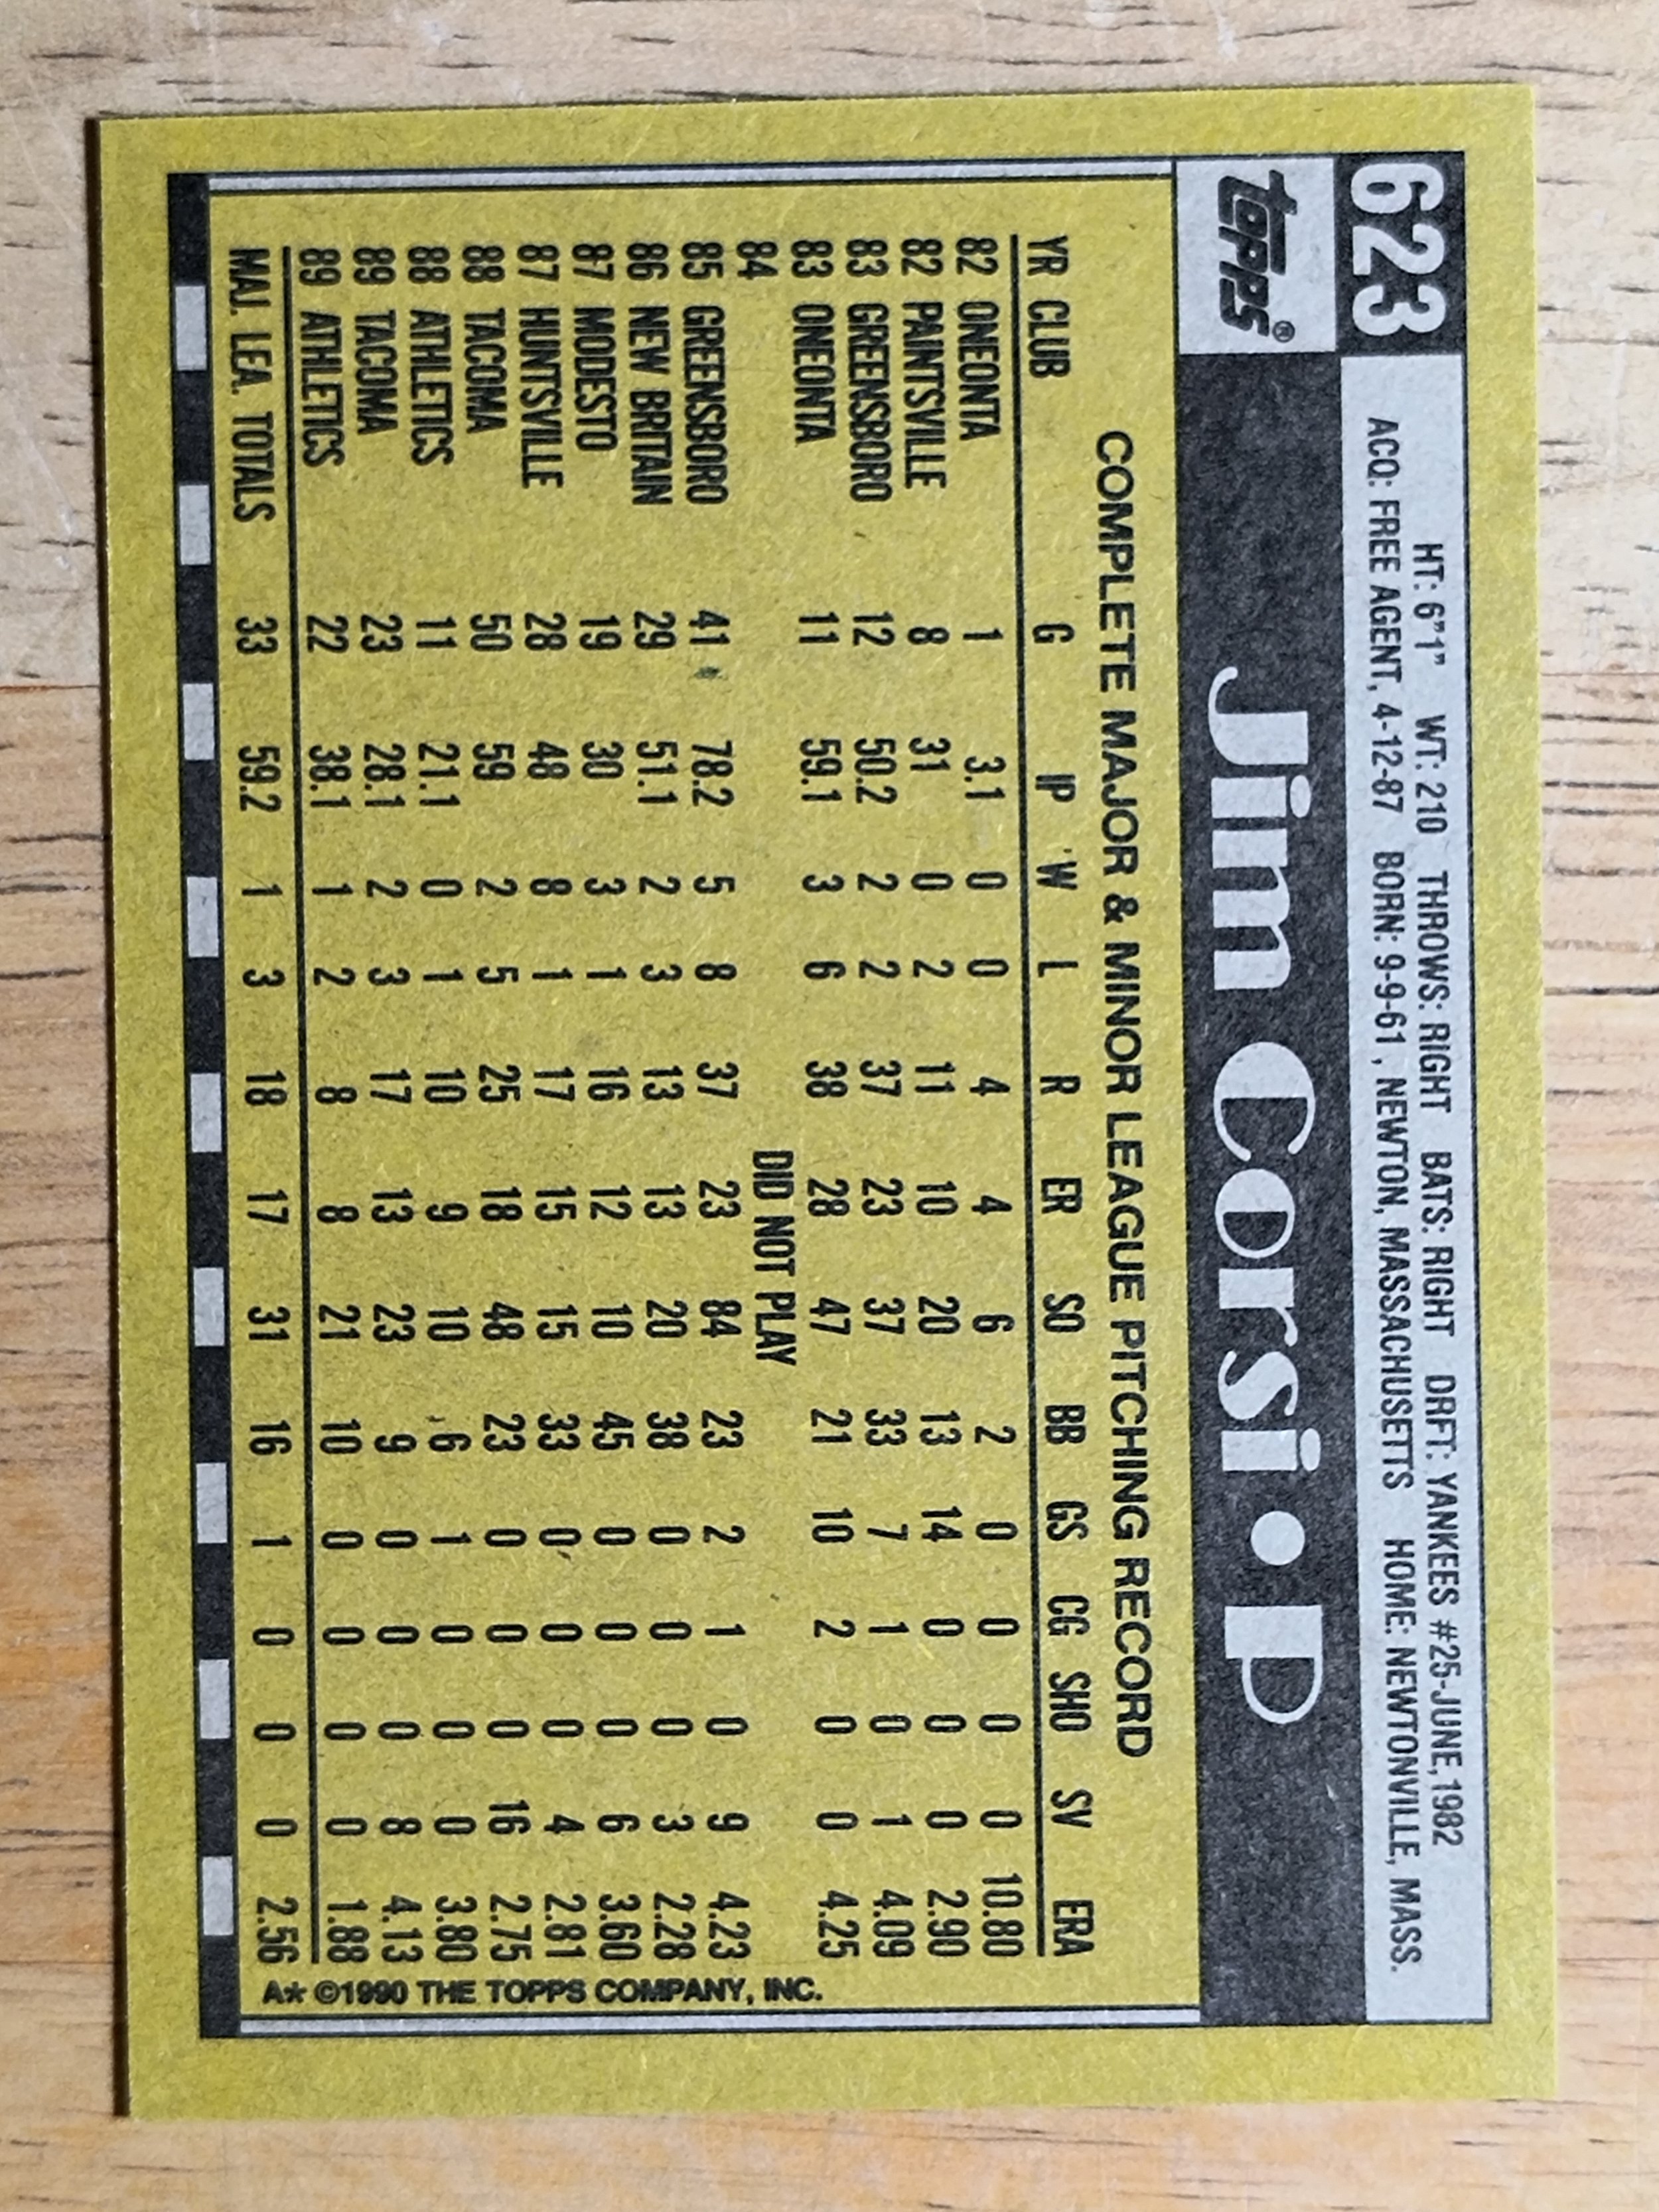 623
HT: 6"1" WT: 210 THROWS: RIGHT BATS: RIGHT DRFT: YANKEES #25-JUNE, 1982
ACQ: FREE AGENT, 4-12-87 BORN: 9-9-61, NEWTON, MASSACHUSETTS HOME: NEWTONVILLE, MASS.
TOPPS®
Jim Corsi • P
COMPLETE MAJOR & MINOR LEAGUE PITCHING RECORD
YR CLUB G IP W L R ER SO BB GS CG SHO SV ERA
82 ONEONTA 1 3.1 0 0 4 4 6 2 0 0 0 0 10.80
82 PAINTSVILLE 8 31 0 2 11 10 20 13 14 0 0 0 2.90
83 GREENSBORO 12 50.2 2 2 37 23 37 33 7 1 0 1 4.09
83 ONEONTA 11 59.1 3 6 38 28 47 21 10 2 0 0 4.25
84 DID NOT PLAY
85 GREENSBORO 41 78.2 5 8 37 23 84 23 2 1 0 9 4.23
86 NEW BRITAIN 29 51.1 2 3 13 13 20 38 0 0 0 3 2.28
87 MODESTO 19 30 3 1 16 12 10 45 0 0 0 6 3.60
87 HUNTSVILLE 28 48 8 1 17 15 15 33 0 0 0 4 2.81
88 TACOMA 50 59 2 5 25 18 48 23 0 0 0 16 2.75
88 ATHLETICS 11 21.1 0 1 10 9 10 6 1 0 0 0 3.80
89 TACOMA 23 28.1 2 3 17 13 23 9 0 0 0 8 4.13
89 ATHLETICS 22 38.1 1 2 8 8 21 10 0 0 0 0 1.88
MAJ. LEA. TOTALS 33 59.2 1 3 18 17 31 16 1 0 0 0 2.56
A* ©1990 THE TOPPS COMPANY, INC.